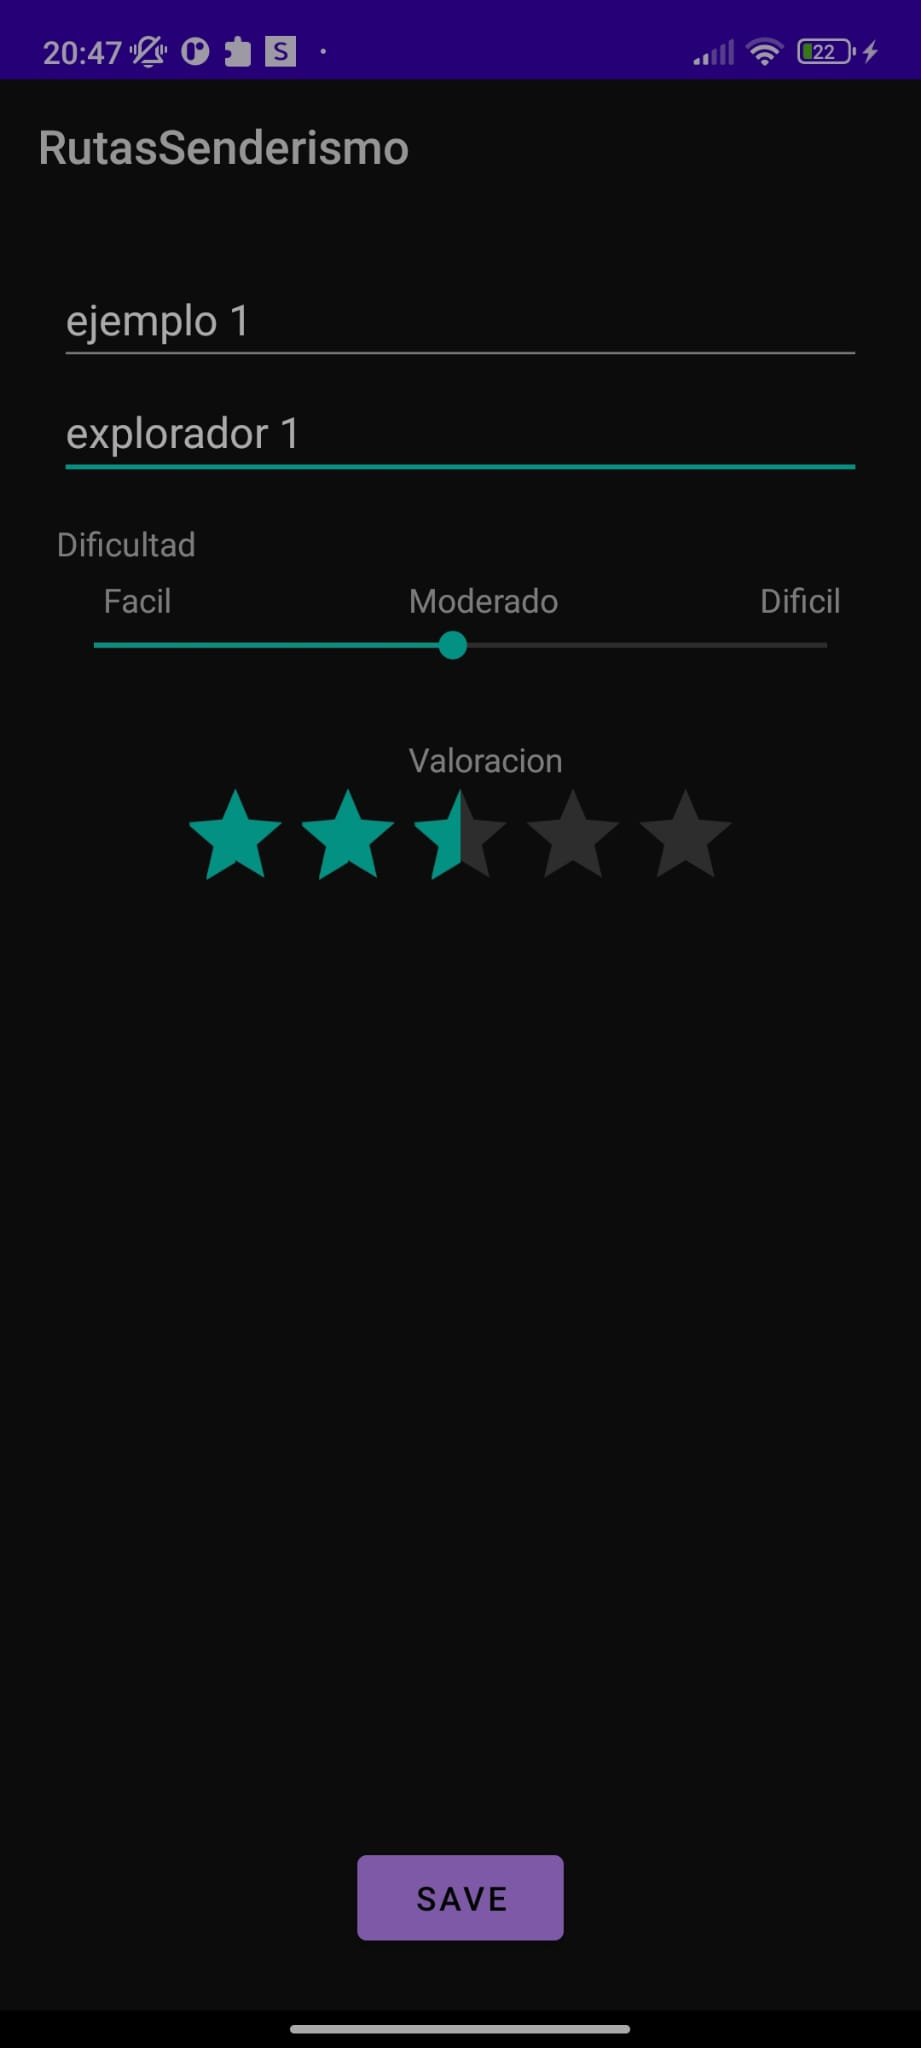 20:47 S 22
RutasSenderismo
ejemplo 1
explorador 1
Dificultad
Facil Moderado Dificil
Valoracion
SAVE